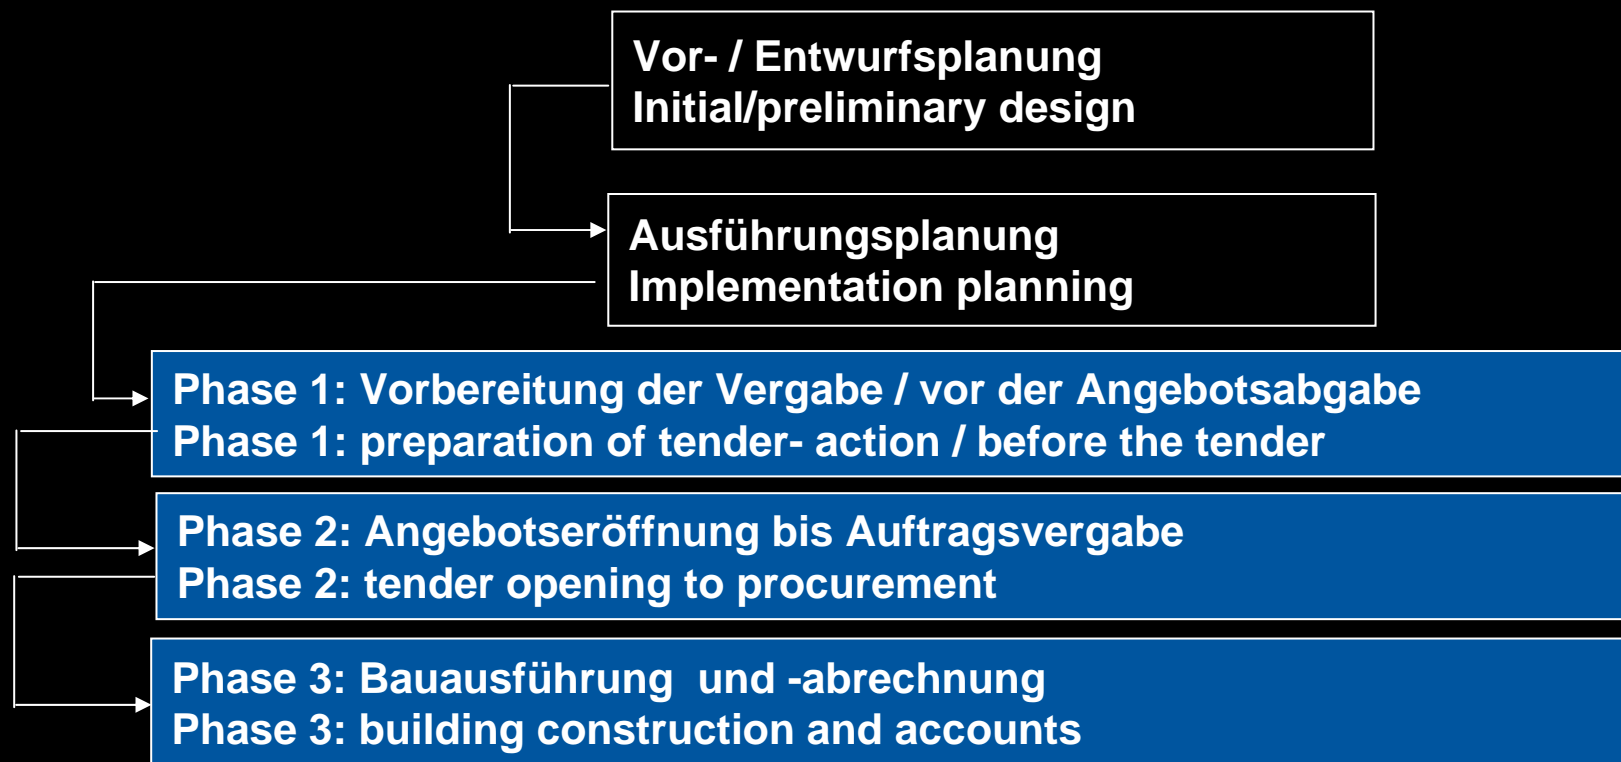 Vor- / Entwurfsplanung
Initial/preliminary design
Ausführungsplanung
Implementation planning
Phase 1: Vorbereitung der Vergabe / vor der Angebotsabgabe
Phase 1: preparation of tender- action / before the tender
Phase 2: Angebotseröffnung bis Auftragsvergabe
Phase 2: tender opening to procurement
Phase 3: Bauausführung  und -abrechnung
Phase 3: building construction and accounts